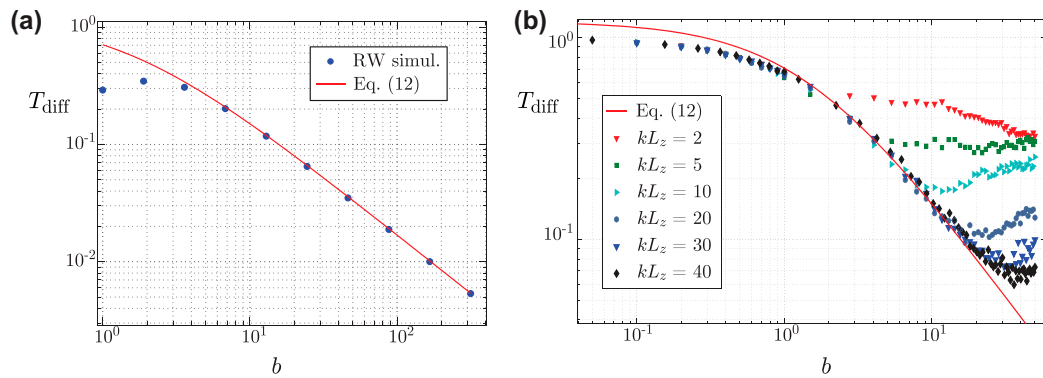 (a)
10⁰
10⁻¹
10⁻²
T_diff
RW simul.
Eq. (12)
10⁰
10¹
10²
b
(b)
10⁰
10⁻¹
T_diff
Eq. (12)
kL_z = 2
kL_z = 5
kL_z = 10
kL_z = 20
kL_z = 30
kL_z = 40
10⁻¹
10⁰
10¹
b